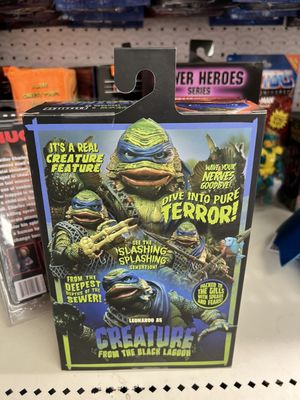 WER HEROES
SERIES
IT'S A REAL
CREATURE
FEATURE
WAVE YOUR
NERVES
GOODBYE!
DIVE INTO PURE
TERROR!
SEE THE
SLASHING
SPLASHING
SENSATION!
FROM THE
DEEPEST
DEPTHS OF THE
SEWER!
PACKED TO
THE GILLS
WITH SCARES
AND FEARS!
LEONARDO AS
CREATURE
FROM THE BLACK LAGOON